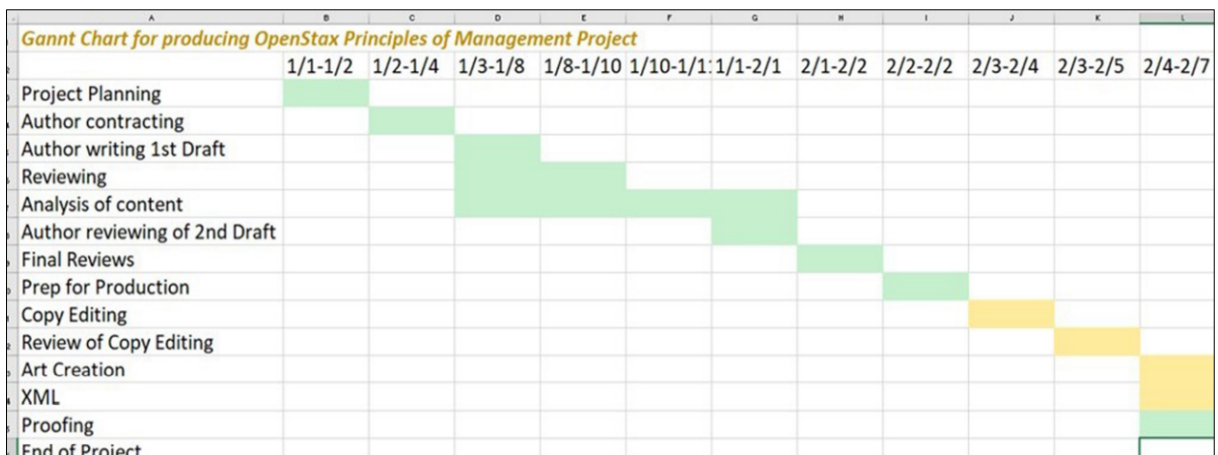 A B C D E F G H I J K L
Gannt Chart for producing OpenStax Principles of Management Project
1/1-1/2 1/2-1/4 1/3-1/8 1/8-1/10 1/10-1/1 1/1-2/1 2/1-2/2 2/2-2/2 2/3-2/4 2/3-2/5 2/4-2/7
Project Planning
Author contracting
Author writing 1st Draft
Reviewing
Analysis of content
Author reviewing of 2nd Draft
Final Reviews
Prep for Production
Copy Editing
Review of Copy Editing
Art Creation
XML
Proofing
End of Project